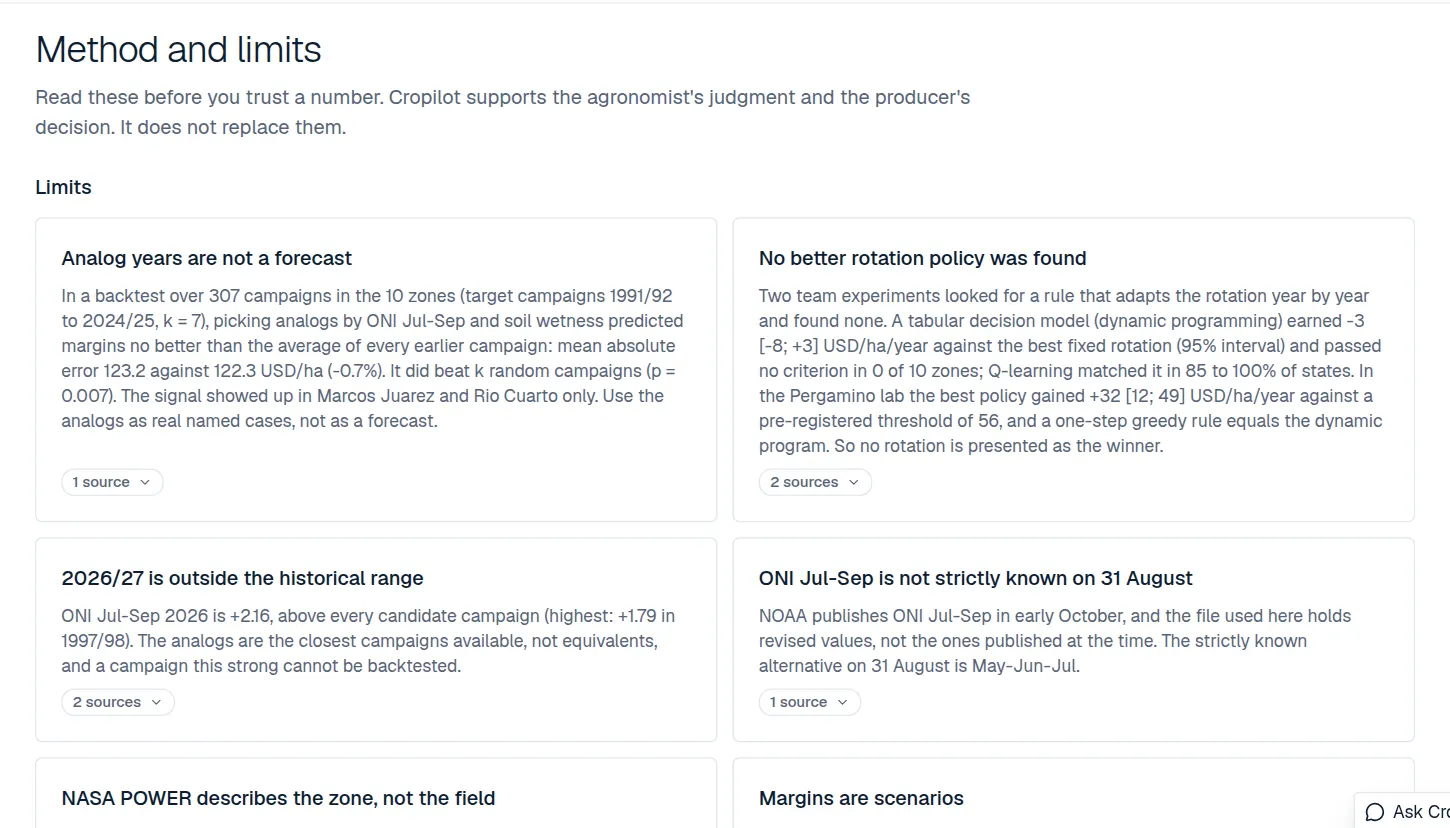 Method and limits
Read these before you trust a number. Cropilot supports the agronomist's judgment and the producer's
decision. It does not replace them.
Limits
Analog years are not a forecast
In a backtest over 307 campaigns in the 10 zones (target campaigns 1991/92
to 2024/25, k = 7), picking analogs by ONI Jul-Sep and soil wetness predicted
margins no better than the average of every earlier campaign: mean absolute
error 123.2 against 122.3 USD/ha (-0.7%). It did beat k random campaigns (p =
0.007). The signal showed up in Marcos Juarez and Rio Cuarto only. Use the
analogs as real named cases, not as a forecast.
1 source
No better rotation policy was found
Two team experiments looked for a rule that adapts the rotation year by year
and found none. A tabular decision model (dynamic programming) earned -3
[-8; +3] USD/ha/year against the best fixed rotation (95% interval) and passed
no criterion in 0 of 10 zones; Q-learning matched it in 85 to 100% of states. In
the Pergamino lab the best policy gained +32 [12; 49] USD/ha/year against a
pre-registered threshold of 56, and a one-step greedy rule equals the dynamic
program. So no rotation is presented as the winner.
2 sources
2026/27 is outside the historical range
ONI Jul-Sep 2026 is +2.16, above every candidate campaign (highest: +1.79 in
1997/98). The analogs are the closest campaigns available, not equivalents,
and a campaign this strong cannot be backtested.
2 sources
ONI Jul-Sep is not strictly known on 31 August
NOAA publishes ONI Jul-Sep in early October, and the file used here holds
revised values, not the ones published at the time. The strictly known
alternative on 31 August is May-Jun-Jul.
1 source
NASA POWER describes the zone, not the field
Margins are scenarios
Ask Cro